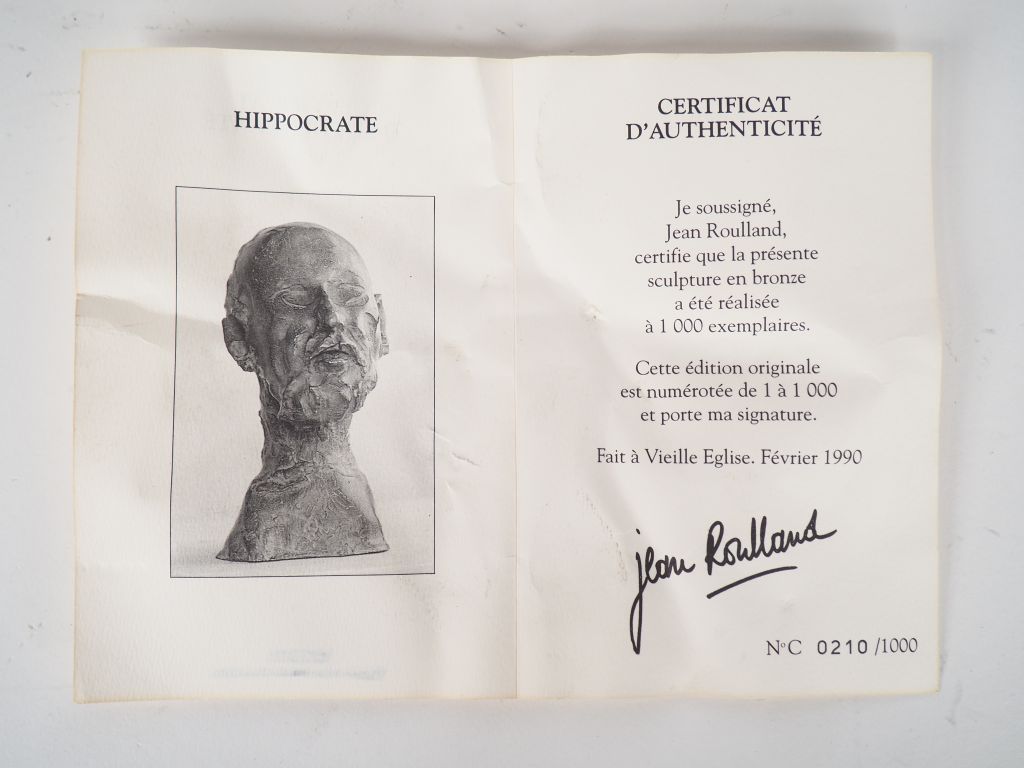 HIPPOCRATE
CERTIFICAT
D'AUTHENTICITÉ
Je soussigné,
Jean Roulland,
certifie que la présente
sculpture en bronze
a été réalisée
à 1 000 exemplaires.
Cette édition originale
est numérotée de 1 à 1 000
et porte ma signature.
Fait à Vieille Eglise. Février 1990
Jean Roulland
NoC 0210 /1000